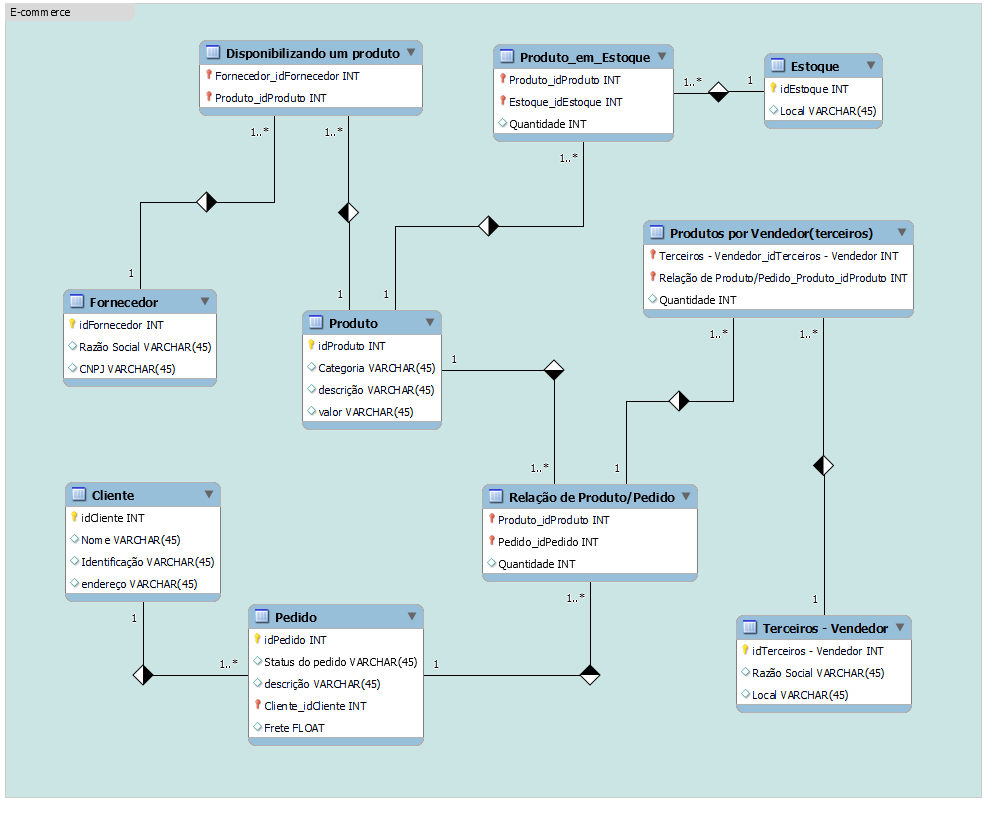 E-commerce
Disponibilizando um produto
Fornecedor_idFornecedor INT
Produto_idProduto INT
1..*
1..*
1
1
Produto_em_Estoque
Produto_idProduto INT
Estoque_idEstoque INT
Quantidade INT
1..*
1
1..*
1
Estoque
idEstoque INT
Local VARCHAR(45)
Produtos por Vendedor(terceiros)
Terceiros - Vendedor_idTerceiros - Vendedor INT
Relação de Produto/Pedido_Produto_idProduto INT
Quantidade INT
1..*
1..*
1
1
Fornecedor
idFornecedor INT
Razão Social VARCHAR(45)
CNPJ VARCHAR(45)
Produto
idProduto INT
Categoria VARCHAR(45)
descrição VARCHAR(45)
valor VARCHAR(45)
1
1..*
Relação de Produto/Pedido
Produto_idProduto INT
Pedido_idPedido INT
Quantidade INT
1..*
1
Cliente
idCliente INT
Nome VARCHAR(45)
Identificação VARCHAR(45)
endereço VARCHAR(45)
1
1..*
Pedido
idPedido INT
Status do pedido VARCHAR(45)
descrição VARCHAR(45)
Cliente_idCliente INT
Frete FLOAT
Terceiros - Vendedor
idTerceiros - Vendedor INT
Razão Social VARCHAR(45)
Local VARCHAR(45)